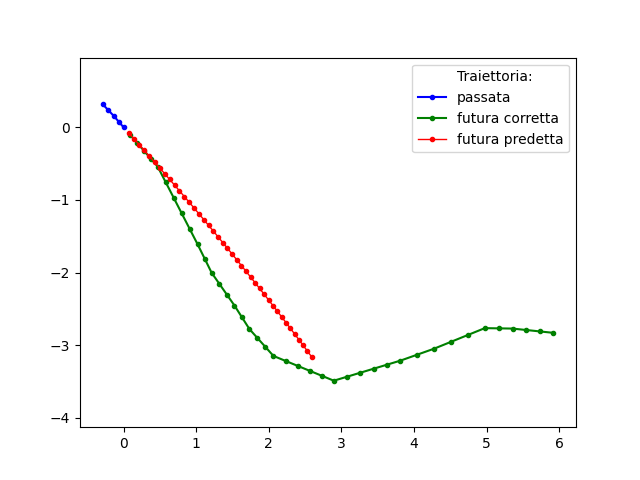 Traiettoria:
passata
futura corretta
futura predetta
0
−1
−2
−3
−4
0 1 2 3 4 5 6